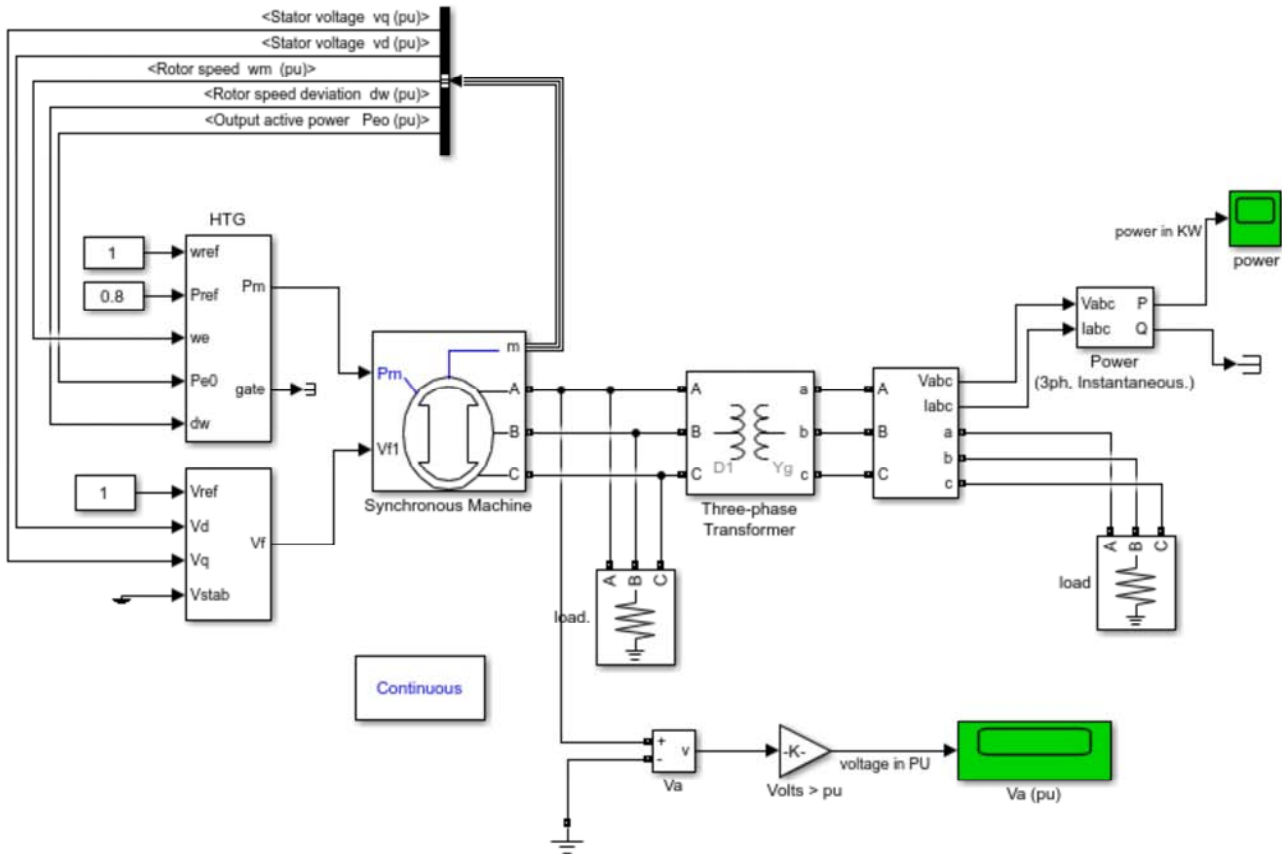 <Stator voltage vq (pu)>
<Stator voltage vd (pu)>
<Rotor speed wm (pu)>
<Rotor speed deviation dw (pu)>
<Output active power Peo (pu)>
HTG
1
wref
0.8
Pref
Pm
we
Pe0
gate
dw
1
Vref
Vd
Vf
Vq
Vstab
m
Pm
A
B
Vf1
C
Synchronous Machine
A
a
B
b
D1
Yg
C
c
Three-phase
Transformer
A
Vabc
Iabc
B
a
b
C
c
power in KW
power
Vabc
P
Iabc
Q
Power
(3ph. Instantaneous.)
A
B
C
load.
A
B
C
load
Continuous
+
v
-
Va
-K-
Volts > pu
voltage in PU
Va (pu)